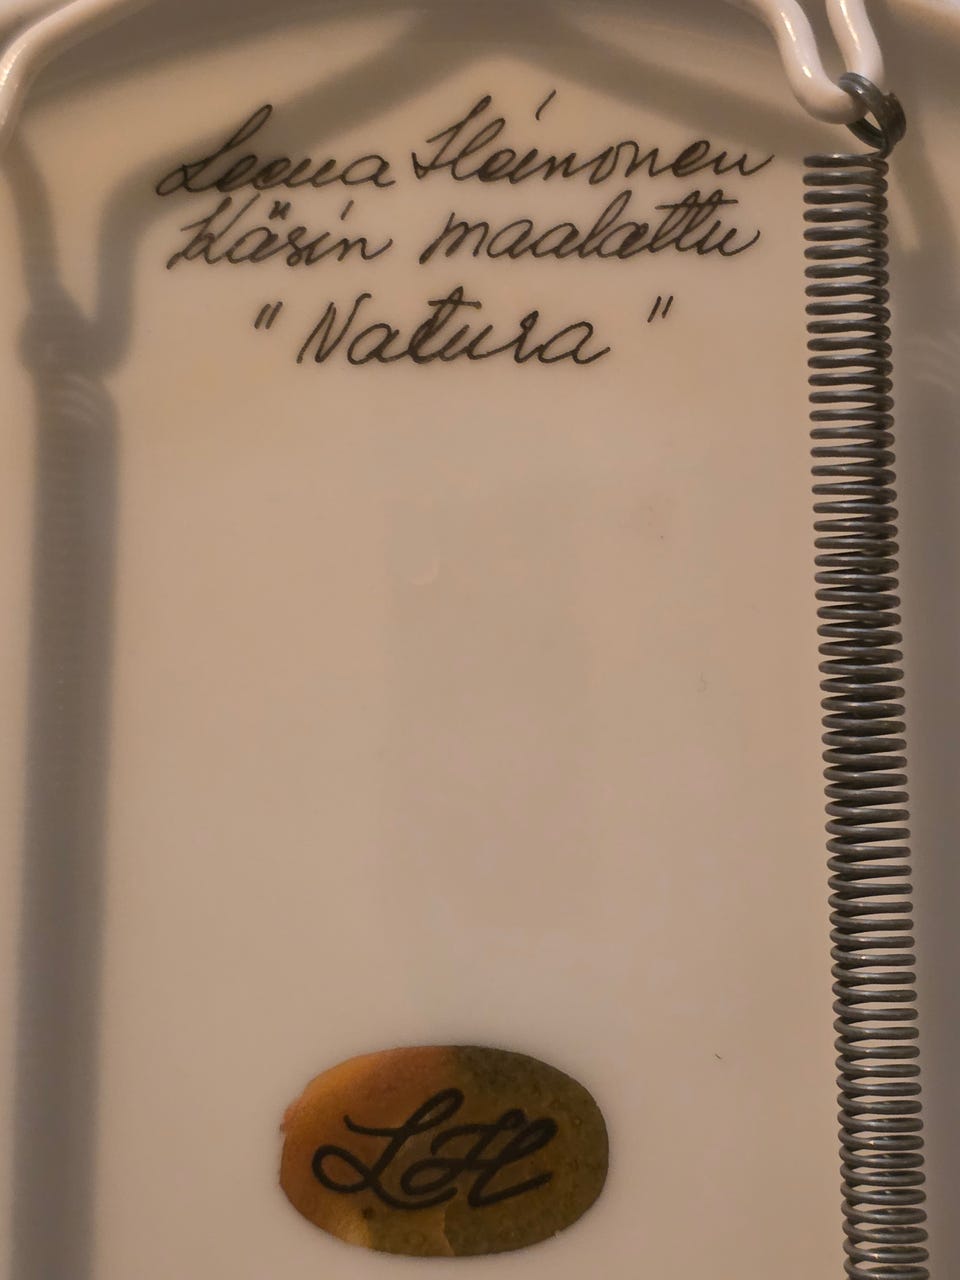 Leena Heinonen
Käsin maalattu
"Natura"
LH